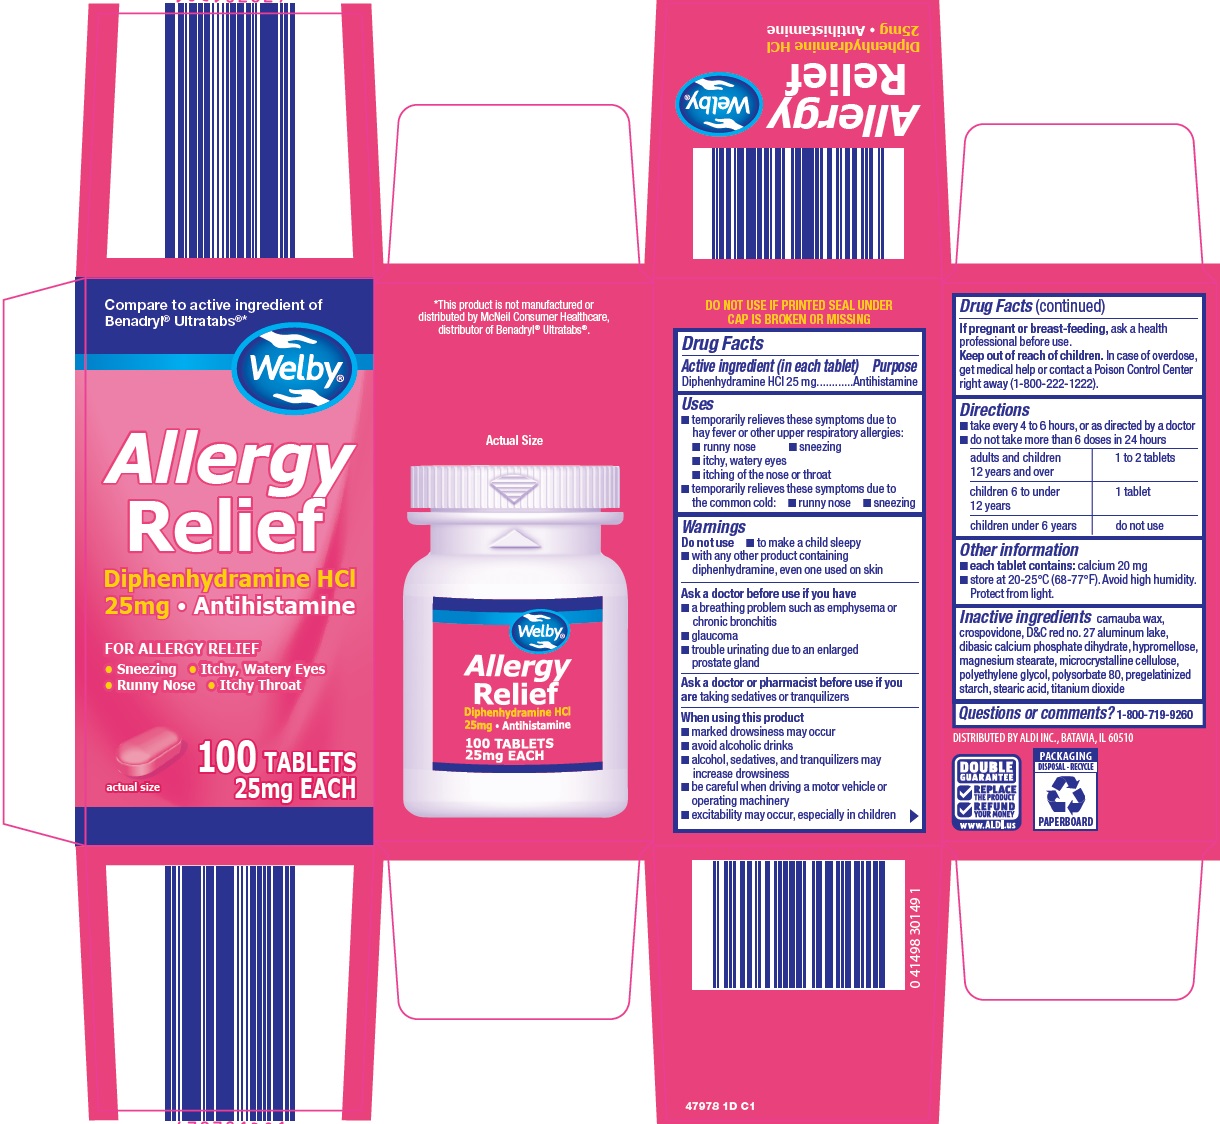 Compare to active ingredient of
Benadryl® Ultratabs®*
Welby®
Allergy
Relief
Diphenhydramine HCl
25mg • Antihistamine
FOR ALLERGY RELIEF
• Sneezing • Itchy, Watery Eyes
• Runny Nose • Itchy Throat
actual size
100 TABLETS
25mg EACH
*This product is not manufactured or
distributed by McNeil Consumer Healthcare,
distributor of Benadryl® Ultratabs®.
Actual Size
Welby®
Allergy
Relief
Diphenhydramine HCl
25mg • Antihistamine
100 TABLETS
25mg EACH
Allergy
Relief
Diphenhydramine HCl
25mg • Antihistamine
Welby®
DO NOT USE IF PRINTED SEAL UNDER
CAP IS BROKEN OR MISSING
Drug Facts
Active ingredient (in each tablet) Purpose
Diphenhydramine HCl 25 mg............Antihistamine
Uses
■ temporarily relieves these symptoms due to
hay fever or other upper respiratory allergies:
■ runny nose ■ sneezing
■ itchy, watery eyes
■ itching of the nose or throat
■ temporarily relieves these symptoms due to
the common cold: ■ runny nose ■ sneezing
Warnings
Do not use ■ to make a child sleepy
■ with any other product containing
diphenhydramine, even one used on skin
Ask a doctor before use if you have
■ a breathing problem such as emphysema or
chronic bronchitis
■ glaucoma
■ trouble urinating due to an enlarged
prostate gland
Ask a doctor or pharmacist before use if you
are taking sedatives or tranquilizers
When using this product
■ marked drowsiness may occur
■ avoid alcoholic drinks
■ alcohol, sedatives, and tranquilizers may
increase drowsiness
■ be careful when driving a motor vehicle or
operating machinery
■ excitability may occur, especially in children
0 41498 30149 1
47978 1D C1
Drug Facts (continued)
If pregnant or breast-feeding, ask a health
professional before use.
Keep out of reach of children. In case of overdose,
get medical help or contact a Poison Control Center
right away (1-800-222-1222).
Directions
■ take every 4 to 6 hours, or as directed by a doctor
■ do not take more than 6 doses in 24 hours
adults and children 1 to 2 tablets
12 years and over
children 6 to under 1 tablet
12 years
children under 6 years do not use
Other information
■ each tablet contains: calcium 20 mg
■ store at 20-25°C (68-77°F). Avoid high humidity.
Protect from light.
Inactive ingredients carnauba wax,
crospovidone, D&C red no. 27 aluminum lake,
dibasic calcium phosphate dihydrate, hypromellose,
magnesium stearate, microcrystalline cellulose,
polyethylene glycol, polysorbate 80, pregelatinized
starch, stearic acid, titanium dioxide
Questions or comments? 1-800-719-9260
DISTRIBUTED BY ALDI INC., BATAVIA, IL 60510
DOUBLE
GUARANTEE
REPLACE
THE PRODUCT
REFUND
YOUR MONEY
www.ALDI.us
PACKAGING
DISPOSAL - RECYCLE
PAPERBOARD